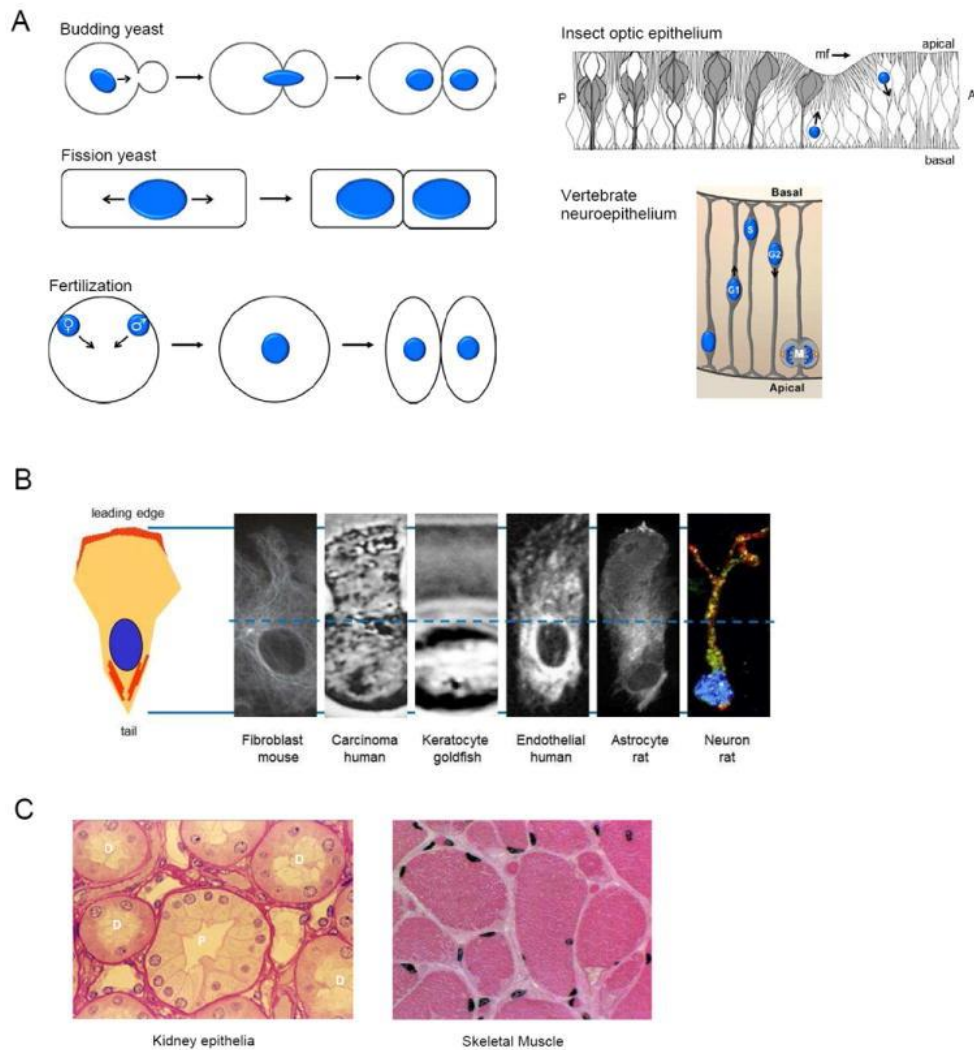 A
Budding yeast
Fission yeast
Fertilization
♀
♂
Insect optic epithelium
mf
apical
P
A
basal
Vertebrate
neuroepithelium
Basal
S
G2
G1
M
Apical
B
leading edge
tail
Fibroblast
mouse
Carcinoma
human
Keratocyte
goldfish
Endothelial
human
Astrocyte
rat
Neuron
rat
C
D
D
D
P
D
Kidney epithelia
Skeletal Muscle